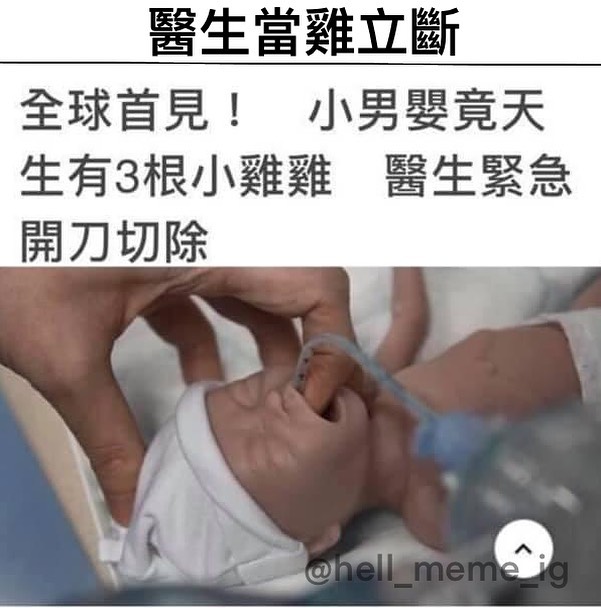 醫生當雞立斷
全球首見！ 小男嬰竟天
生有3根小雞雞 醫生緊急
開刀切除
@hell_meme_ig